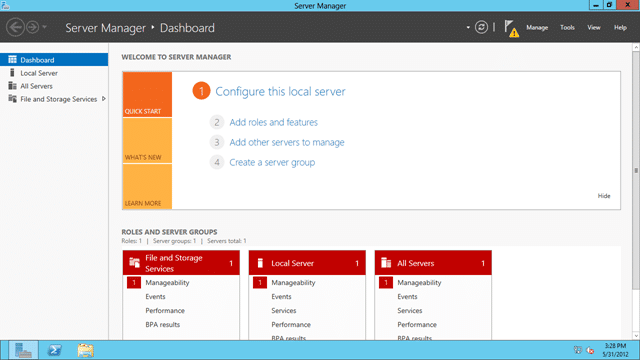 Server Manager
Server Manager • Dashboard
Manage Tools View Help
Dashboard
Local Server
All Servers
File and Storage Services
WELCOME TO SERVER MANAGER
QUICK START
WHAT'S NEW
LEARN MORE
1 Configure this local server
2 Add roles and features
3 Add other servers to manage
4 Create a server group
Hide
ROLES AND SERVER GROUPS
Roles: 1 | Server groups: 1 | Servers total: 1
File and Storage Services 1
1 Manageability
Events
Performance
BPA results
Local Server 1
1 Manageability
Events
Services
Performance
BPA results
All Servers 1
1 Manageability
Events
Services
Performance
BPA results
3:28 PM
5/31/2012